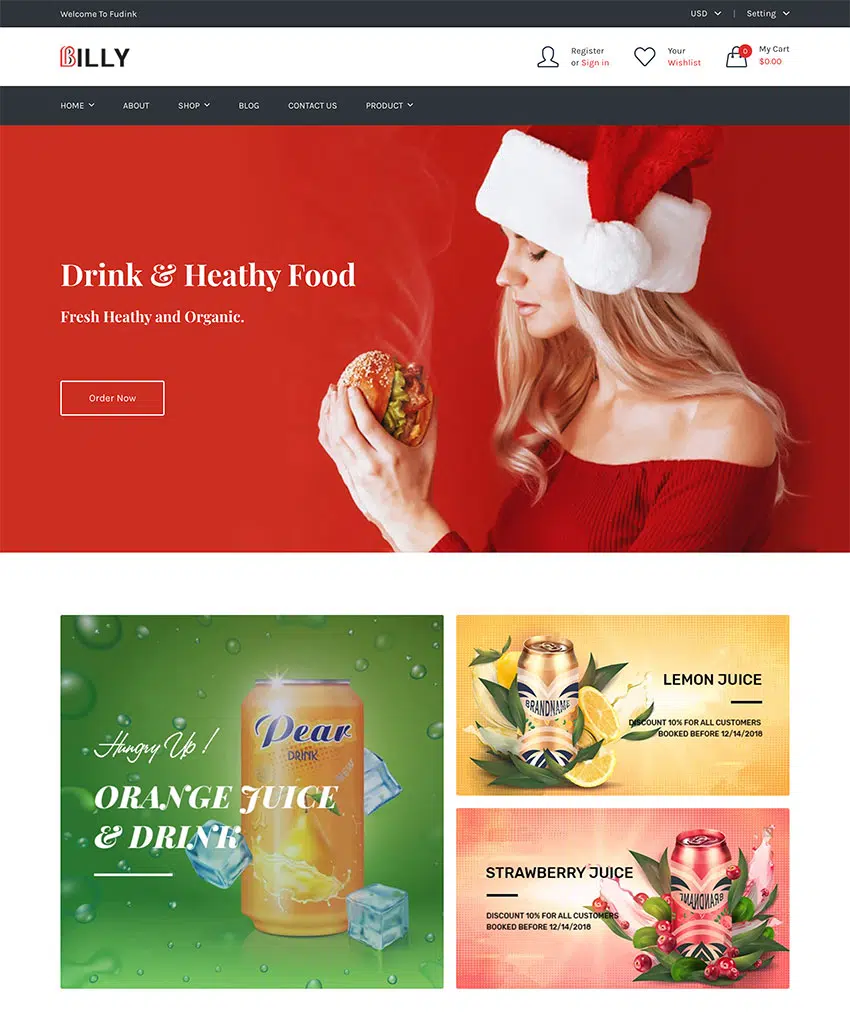 Welcome To Fudink
USD
|
Setting
BILLY
Register
or Sign in
Your
Wishlist
0
My Cart
$0.00
HOME
ABOUT
SHOP
BLOG
CONTACT US
PRODUCT
Drink & Heathy Food
Fresh Heathy and Organic.
Order Now
Hungry Up !
ORANGE JUICE
& DRINK
Pear
DRINK
NEW
LEMON JUICE
DISCOUNT 10% FOR ALL CUSTOMERS
BOOKED BEFORE 12/14/2018
BRANDNAME
STRAWBERRY JUICE
DISCOUNT 10% FOR ALL CUSTOMERS
BOOKED BEFORE 12/14/2018
BRANDNAME